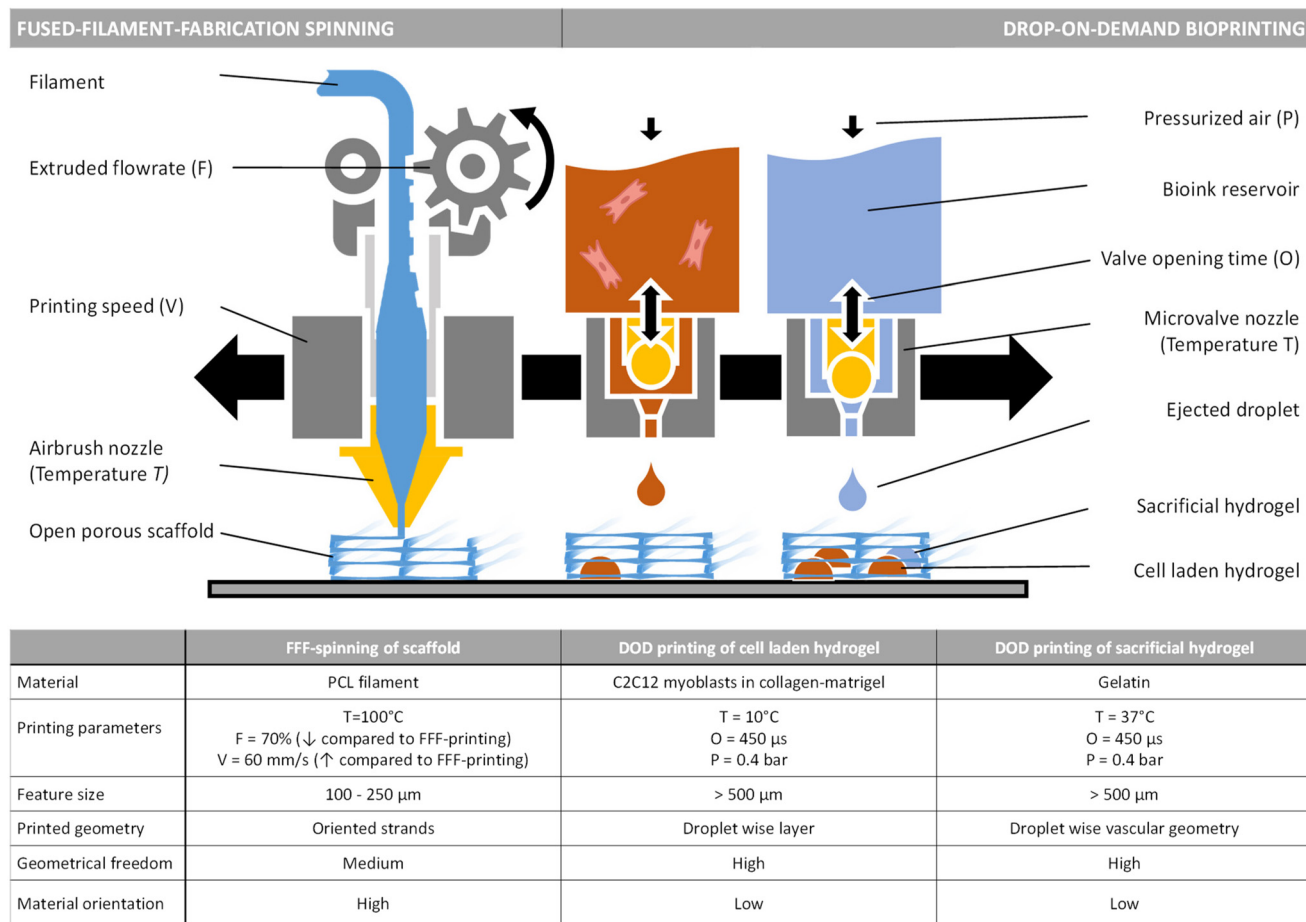 FUSED-FILAMENT-FABRICATION SPINNING
DROP-ON-DEMAND BIOPRINTING
Filament
Extruded flowrate (F)
Printing speed (V)
Airbrush nozzle
(Temperature T)
Open porous scaffold
Pressurized air (P)
Bioink reservoir
Valve opening time (O)
Microvalve nozzle
(Temperature T)
Ejected droplet
Sacrificial hydrogel
Cell laden hydrogel
FFF-spinning of scaffold
DOD printing of cell laden hydrogel
DOD printing of sacrificial hydrogel
Material
PCL filament
C2C12 myoblasts in collagen-matrigel
Gelatin
Printing parameters
T=100°C
F = 70% (↓ compared to FFF-printing)
V = 60 mm/s (↑ compared to FFF-printing)
T = 10°C
O = 450 µs
P = 0.4 bar
T = 37°C
O = 450 µs
P = 0.4 bar
Feature size
100 - 250 µm
> 500 µm
> 500 µm
Printed geometry
Oriented strands
Droplet wise layer
Droplet wise vascular geometry
Geometrical freedom
Medium
High
High
Material orientation
High
Low
Low